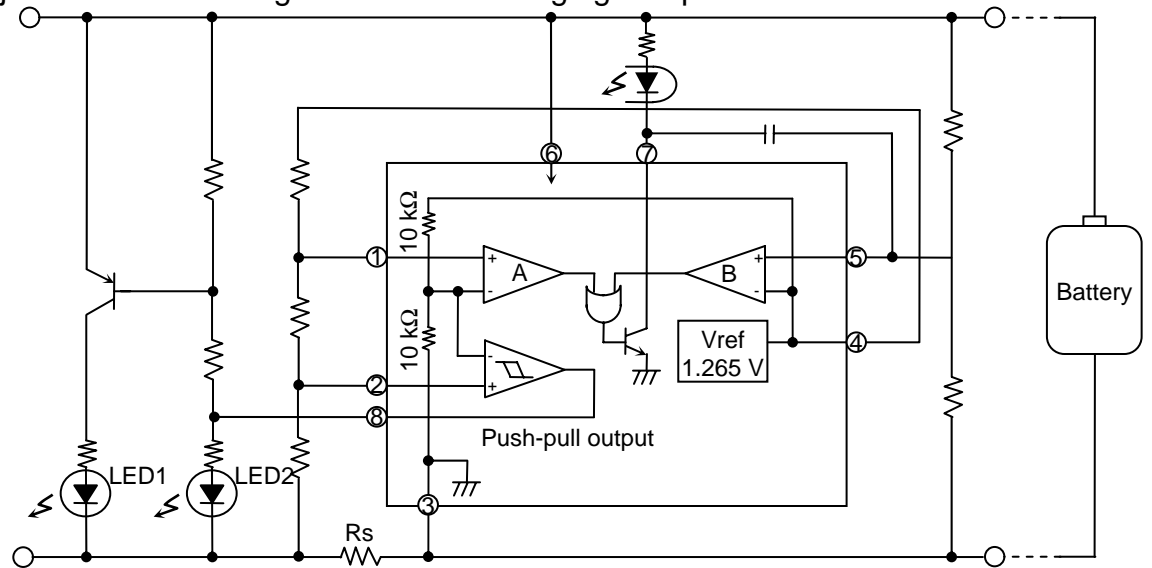 6
7
10 kΩ
1
+
A
-
B
+
-
5
Battery
10 kΩ
Vref
1.265 V
4
-
+
2
8
Push-pull output
LED1
LED2
3
Rs